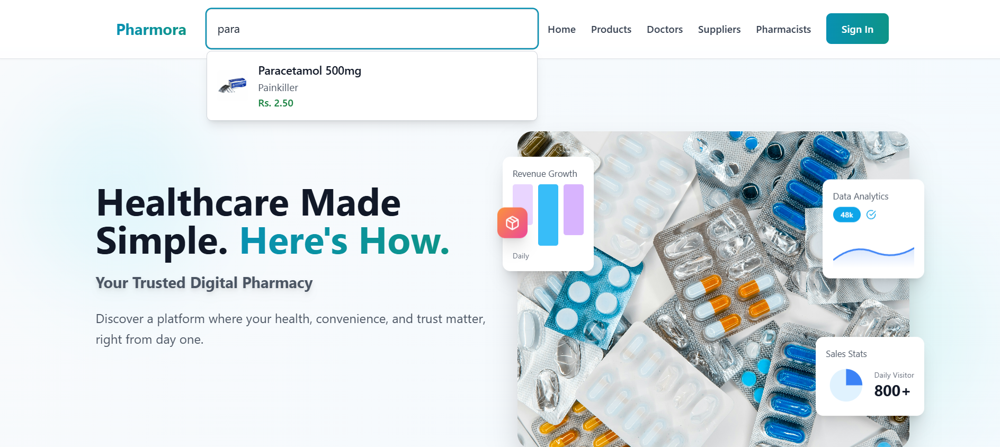 Pharmora
para
Home
Products
Doctors
Suppliers
Pharmacists
Sign In
Paracetamol 500mg
Painkiller
Rs. 2.50
Healthcare Made
Simple. Here's How.
Your Trusted Digital Pharmacy
Discover a platform where your health, convenience, and trust matter,
right from day one.
Revenue Growth
Daily
Data Analytics
48k
Sales Stats
Daily Visitor
800+